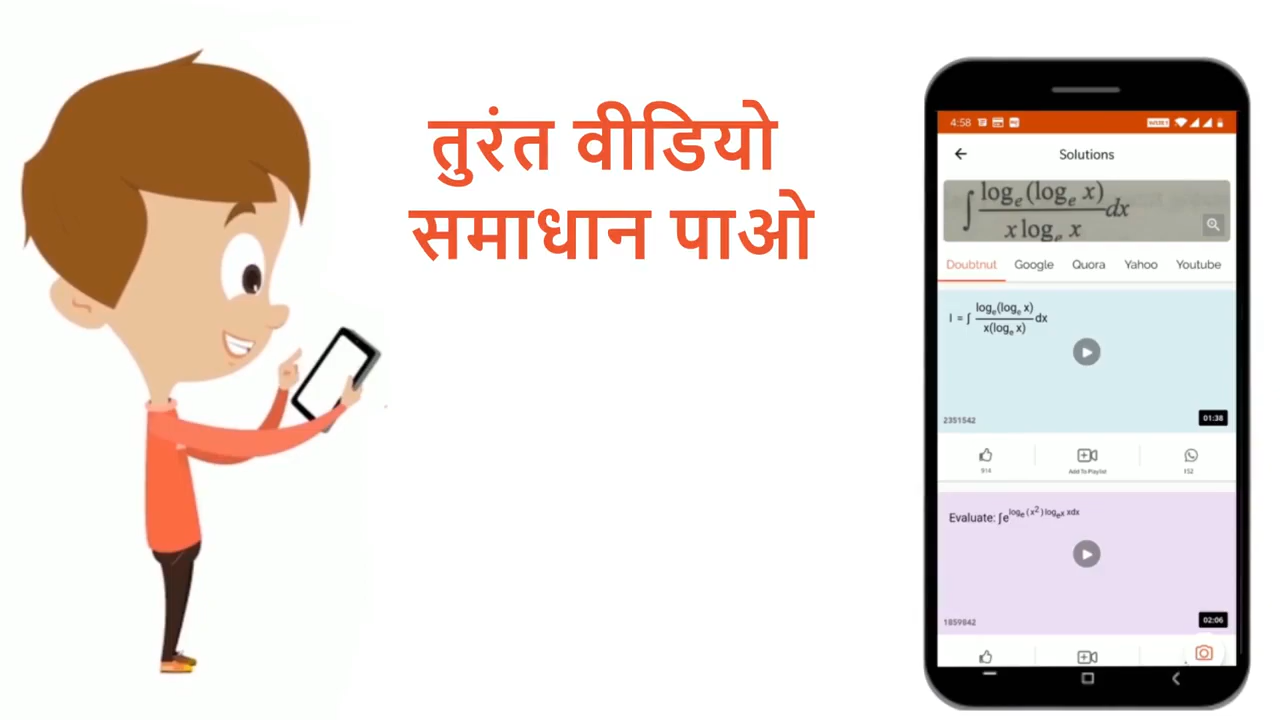 तुरंत वीडियो
समाधान पाओ
4:58
Solutions
∫ logₑ(logₑ x) / x logₑ x dx
Doubtnut Google Quora Yahoo Youtube
I = ∫ logₑ(logₑ x) / x(logₑ x) dx
2351542 01:38
914 Add To Playlist 152
Evaluate: ∫e^logₑ(x²)logₑx xdx
1859842 02:06